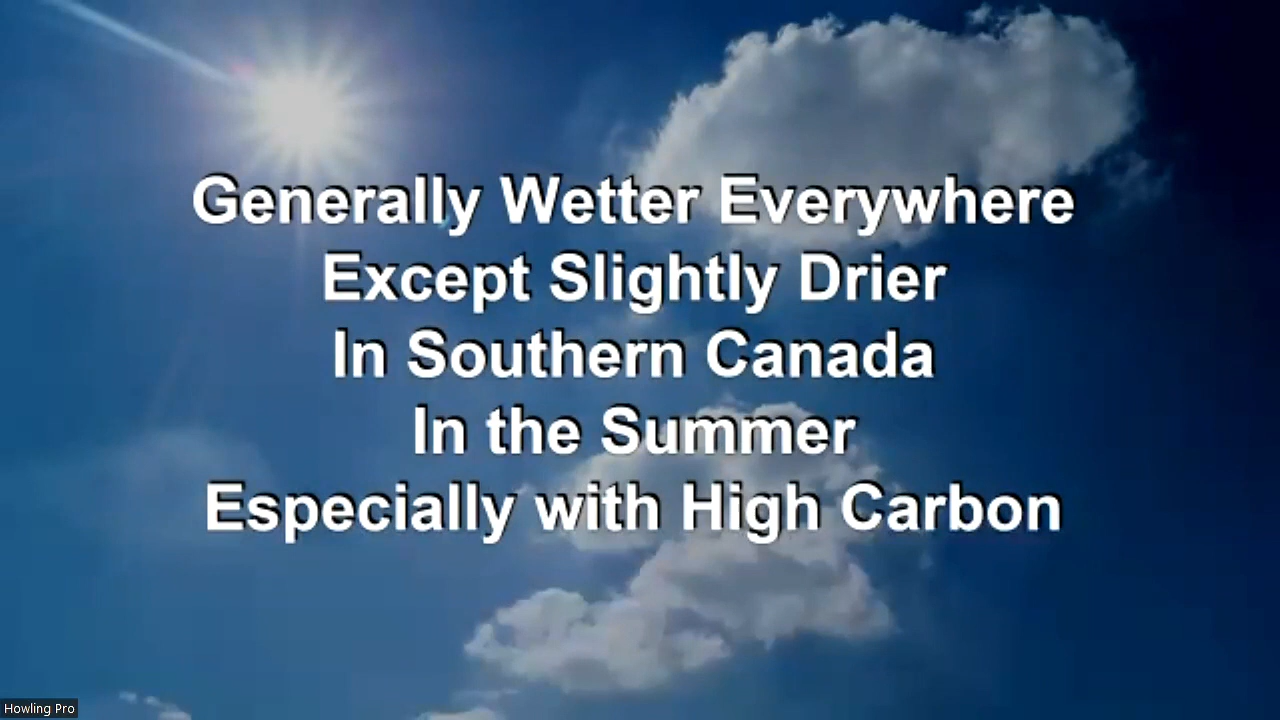 Generally Wetter Everywhere
Except Slightly Drier
In Southern Canada
In the Summer
Especially with High Carbon
Howling Pro